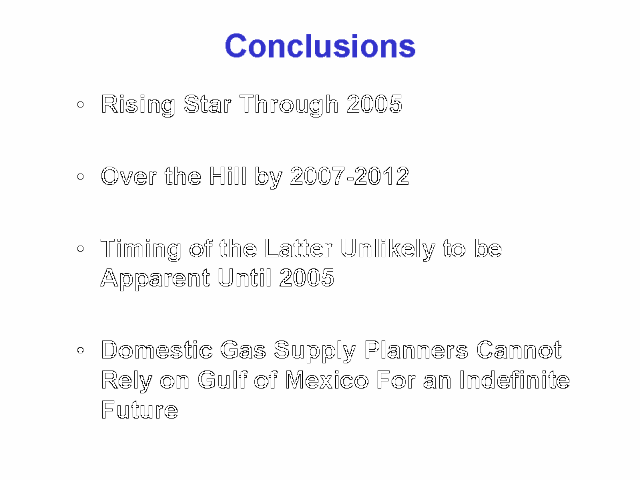 Conclusions
• Rising Star Through 2005
• Over the Hill by 2007-2012
• Timing of the Latter Unlikely to be
Apparent Until 2005
• Domestic Gas Supply Planners Cannot
Rely on Gulf of Mexico For an Indefinite
Future